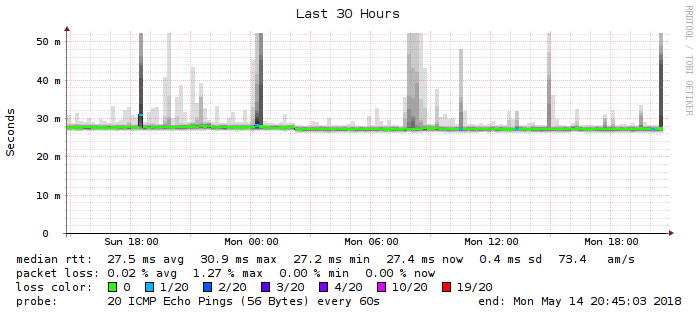 Last 30 Hours
RRDTOOL / TOBI OETIKER
Seconds
50 m
40 m
30 m
20 m
10 m
0
Sun 18:00 Mon 00:00 Mon 06:00 Mon 12:00 Mon 18:00
median rtt: 27.5 ms avg 30.9 ms max 27.2 ms min 27.4 ms now 0.4 ms sd 73.4 am/s
packet loss: 0.02 % avg 1.27 % max 0.00 % min 0.00 % now
loss color: 0 1/20 2/20 3/20 4/20 10/20 19/20
probe: 20 ICMP Echo Pings (56 Bytes) every 60s end: Mon May 14 20:45:03 2018